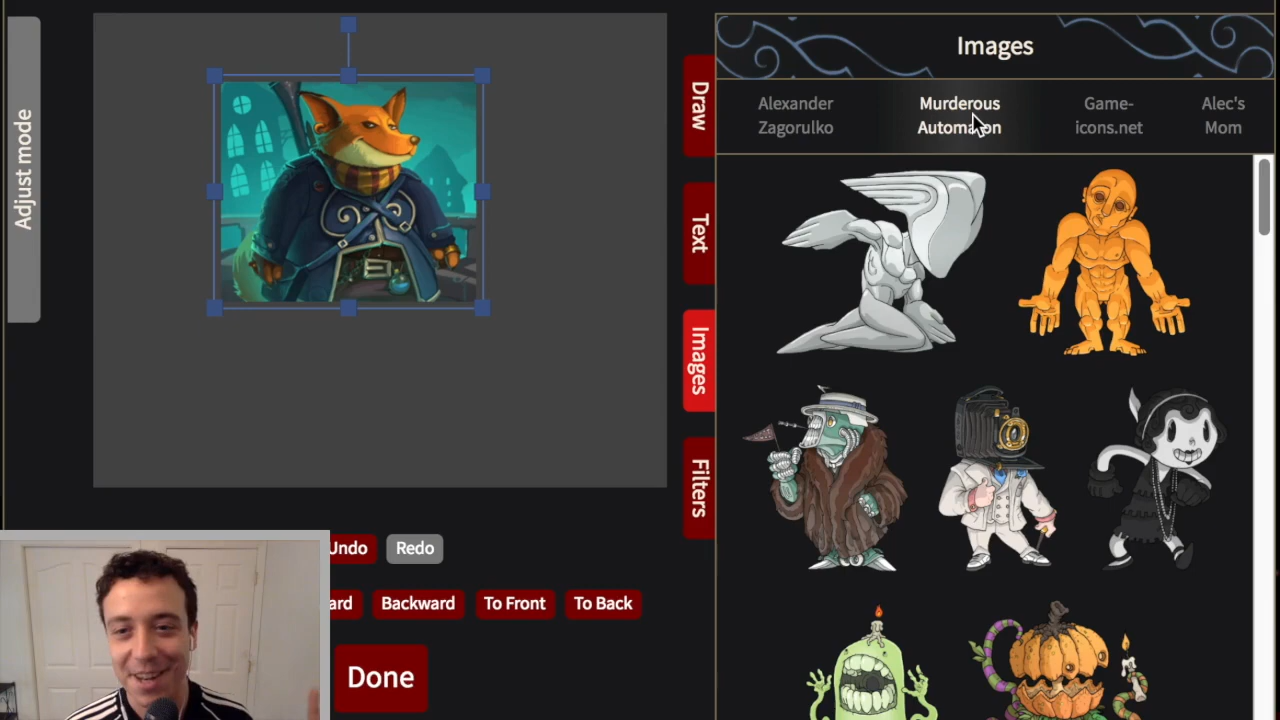 Adjust mode
Draw
Text
Images
Filters
Images
Alexander
Zagorulko
Murderous
Automaton
Game-
icons.net
Alec's
Mom
Undo
Redo
ard
Backward
To Front
To Back
Done